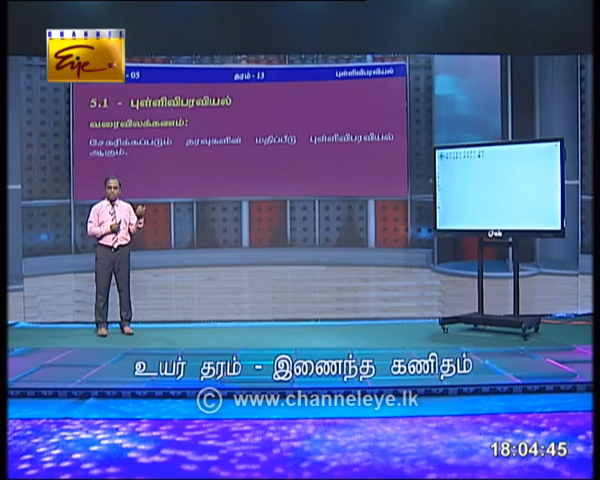 CHANNEL
Eye
- 05 தரம் - 13 புள்ளிவிபரவியல்
5.1 - புள்ளிவிபரவியல்
வரைவிலக்கணம்:
சேகரிக்கப்படும் தரவுகளின் மதிப்பீடு புள்ளிவிபரவியல்
ஆகும்.
உயர் தரம் - இணைந்த கணிதம்
© www.channeleye.lk
18:04:45